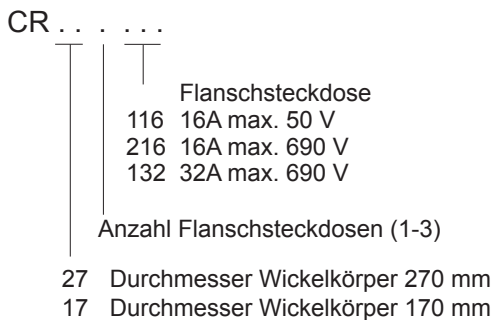 CR . .  .  . . .
Flanschsteckdose
116 16A max. 50 V
216 16A max. 690 V
132 32A max. 690 V
Anzahl Flanschsteckdosen (1-3)
27 Durchmesser Wickelkörper 270 mm
17 Durchmesser Wickelkörper 170 mm